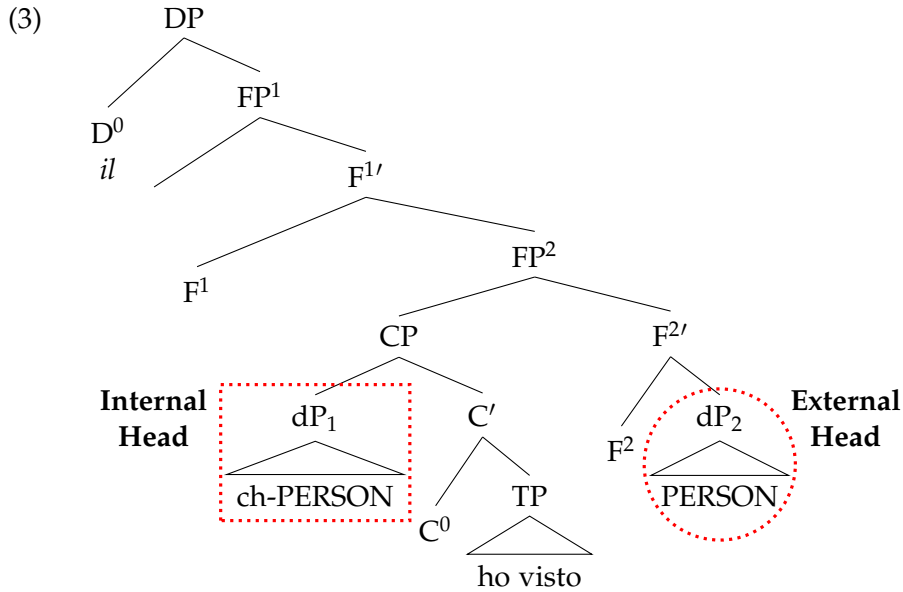 (3)
DP
D⁰
il
FP¹
F¹′
F¹
FP²
CP
F²′
Internal Head
dP₁
ch-PERSON
C′
C⁰
TP
ho visto
F²
dP₂
PERSON
External Head